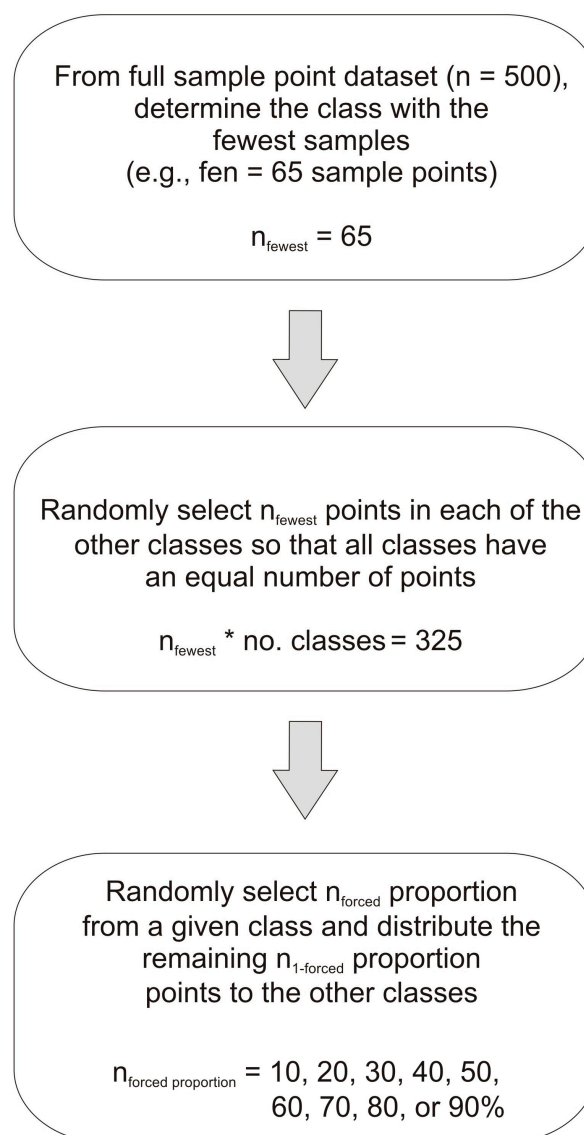 From full sample point dataset (n = 500),
determine the class with the
fewest samples
(e.g., fen = 65 sample points)
n_fewest = 65
Randomly select n_fewest points in each of the
other classes so that all classes have
an equal number of points
n_fewest * no. classes = 325
Randomly select n_forced proportion
from a given class and distribute the
remaining n_1-forced proportion
points to the other classes
n_forced proportion = 10, 20, 30, 40, 50,
60, 70, 80, or 90%